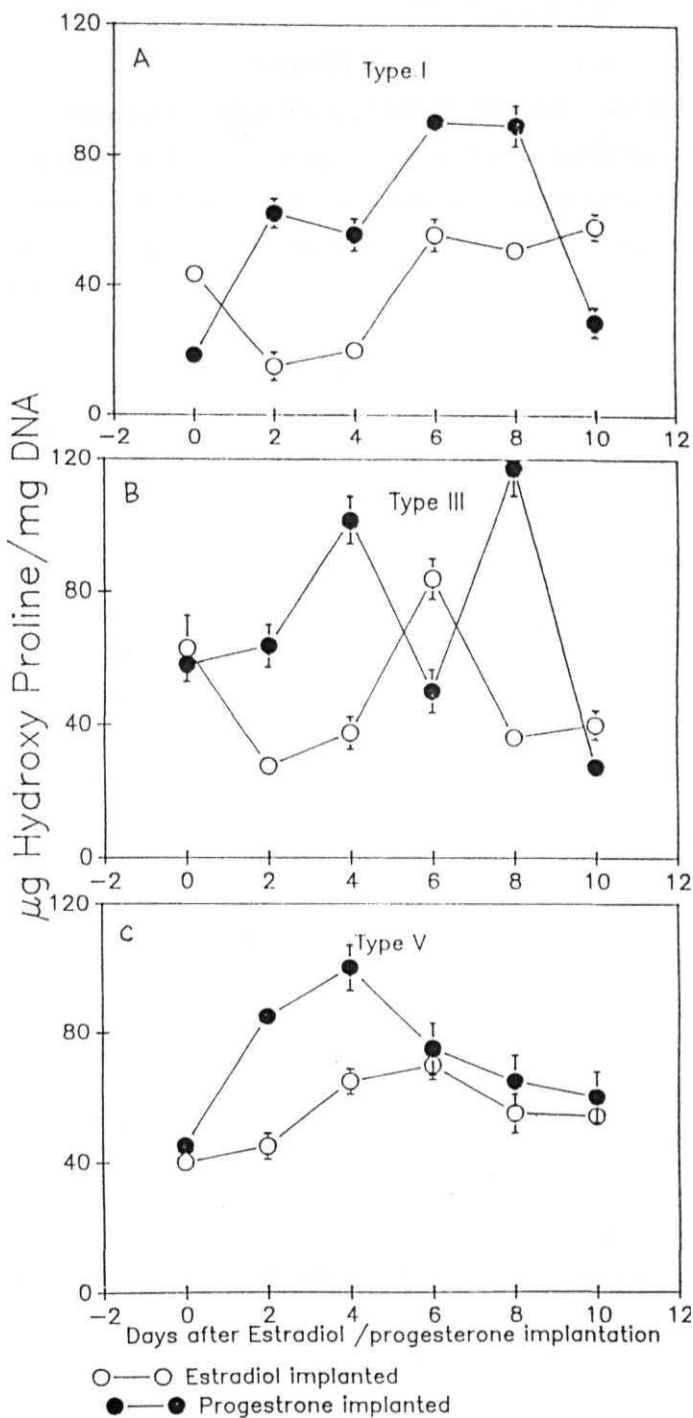 120
A
Type I
80
40
0
−2 0 2 4 6 8 10 12
120
B
Type III
80
40
0
−2 0 2 4 6 8 10 12
120
C
Type V
80
40
0
−2 0 2 4 6 8 10 12
µg Hydroxy Proline/mg DNA
Days after Estradiol /progesterone implantation
Estradiol implanted
Progestrone implanted